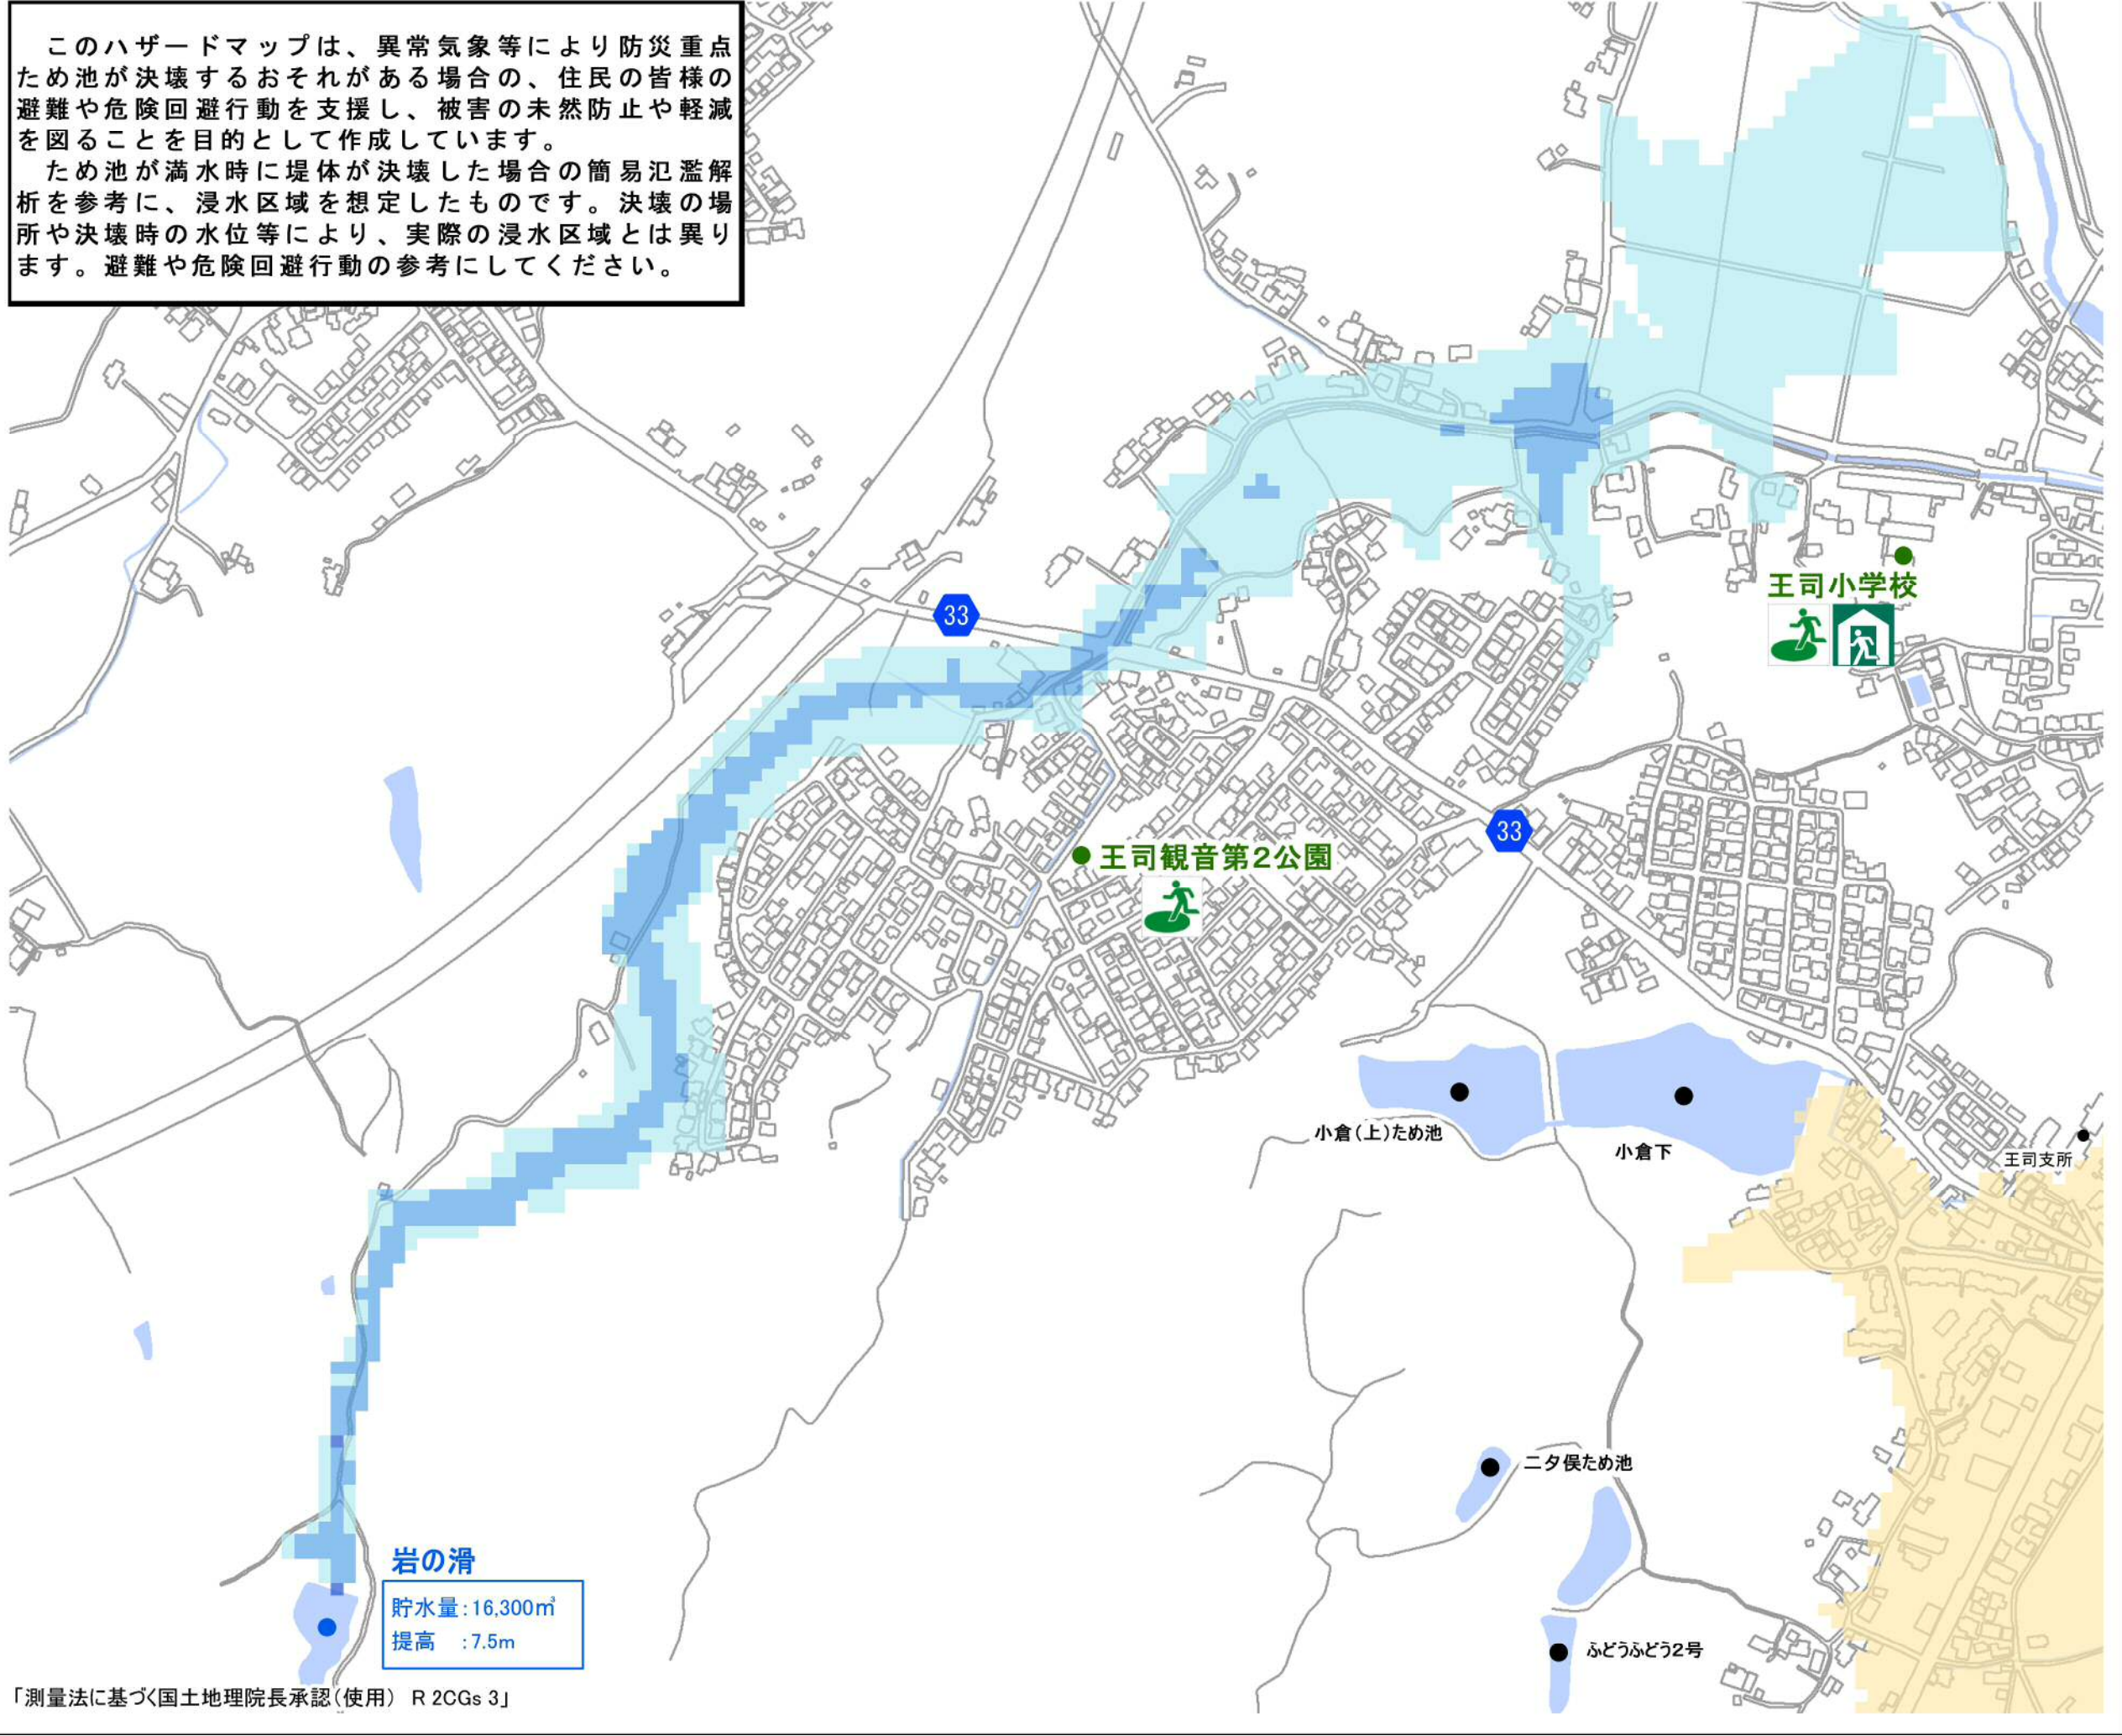 このハザードマップは、異常気象等により防災重点
ため池が決壊するおそれがある場合の、住民の皆様の
避難や危険回避行動を支援し、被害の未然防止や軽減
を図ることを目的として作成しています。
ため池が満水時に堤体が決壊した場合の簡易氾濫解
析を参考に、浸水区域を想定したものです。決壊の場
所や決壊時の水位等により、実際の浸水区域とは異り
ます。避難や危険回避行動の参考にしてください。
33
王司小学校
33
王司観音第2公園
小倉(上)ため池
小倉下
王司支所
二タ俣ため池
岩の滑
貯水量:16,300㎥
提高 :7.5m
ふどうふどう2号
「測量法に基づく国土地理院長承認(使用) R 2CGs 3」